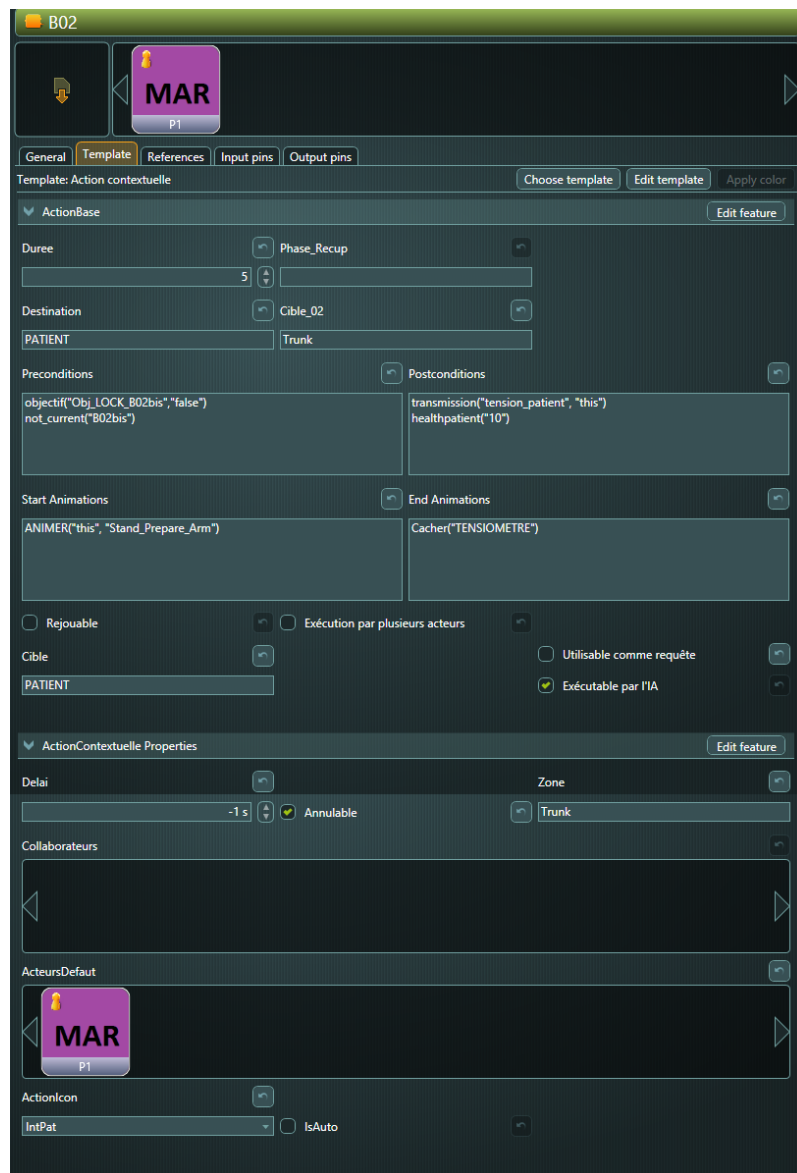 B02
MAR
P1
General Template References Input pins Output pins
Template: Action contextuelle Choose template Edit template Apply color
ActionBase Edit feature
Duree Phase_Recup
5
Destination Cible_02
PATIENT Trunk
Preconditions Postconditions
objectif("Obj_LOCK_B02bis","false") transmission("tension_patient", "this")
not_current("B02bis") healthpatient("10")
Start Animations End Animations
ANIMER("this", "Stand_Prepare_Arm") Cacher("TENSIOMETRE")
Rejouable Exécution par plusieurs acteurs
Cible Utilisable comme requête
PATIENT Exécutable par l'IA
ActionContextuelle Properties Edit feature
Delai Zone
-1 s Annulable Trunk
Collaborateurs
ActeursDefaut
MAR
P1
ActionIcon
IntPat IsAuto